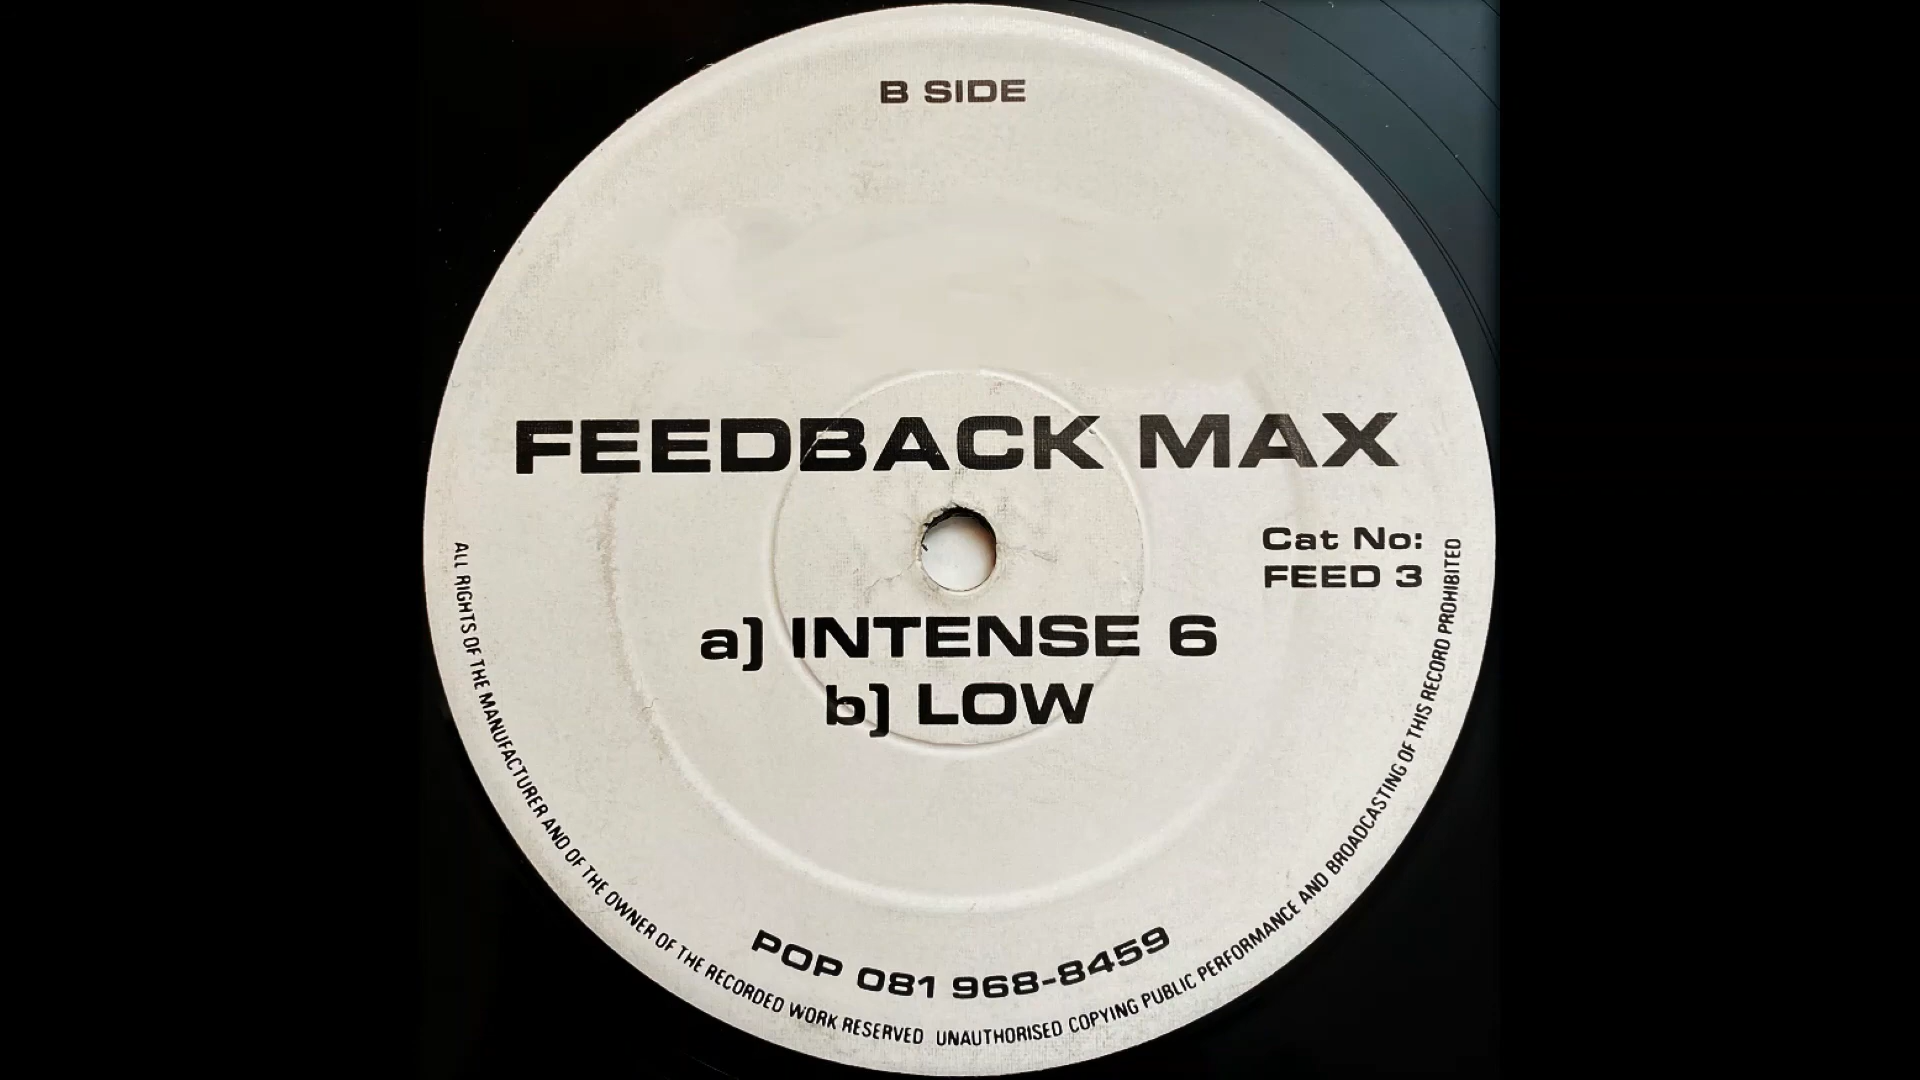 B SIDE
FEEDBACK MAX
Cat No:
FEED 3
a) INTENSE 6
b) LOW
POP 081 968-8459
ALL RIGHTS OF THE MANUFACTURER AND OF THE OWNER OF THE RECORDED WORK RESERVED UNAUTHORISED COPYING PUBLIC PERFORMANCE AND BROADCASTING OF THIS RECORD PROHIBITED